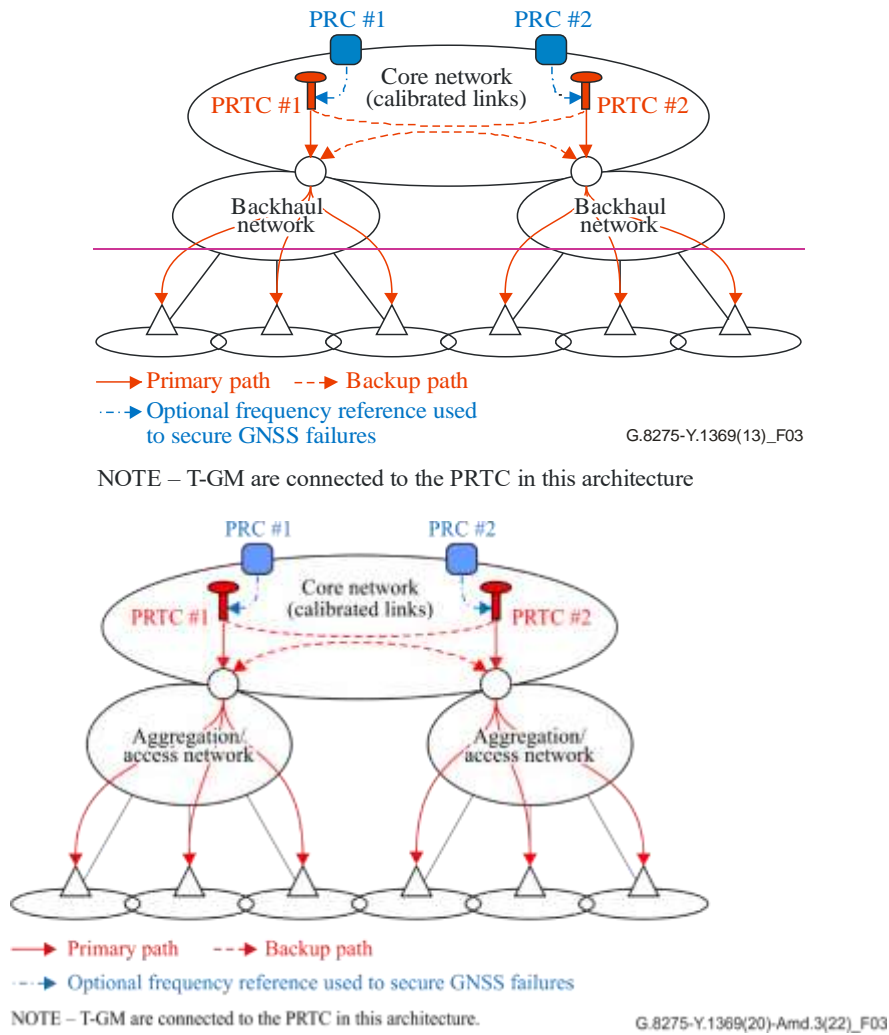 PRC #1
PRC #2
Core network
(calibrated links)
PRTC #1
PRTC #2
Backhaul
network
Backhaul
network
Primary path
Backup path
Optional frequency reference used
to secure GNSS failures
G.8275-Y.1369(13)_F03
NOTE – T-GM are connected to the PRTC in this architecture
PRC #1
PRC #2
Core network
(calibrated links)
PRTC #1
PRTC #2
Aggregation/
access network
Aggregation/
access network
Primary path
Backup path
Optional frequency reference used to secure GNSS failures
NOTE – T-GM are connected to the PRTC in this architecture.
G.8275-Y.1369(20)-Amd.3(22)_F03